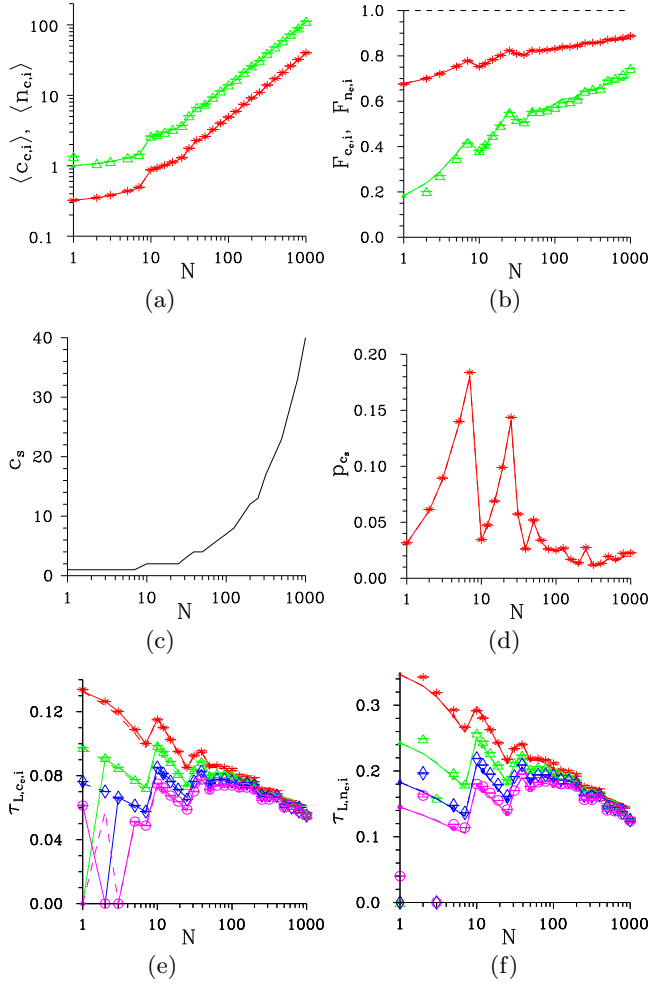 ⟨c_{c,i}⟩, ⟨n_{c,i}⟩
100
10
1
0.1
1 10 100 1000
N
(a)
F_{c_c,i}, F_{n_c,i}
1.0
0.8
0.6
0.4
0.2
0.0
1 10 100 1000
N
(b)
c_s
40
30
20
10
0
1 10 100 1000
N
(c)
p_{c_s}
0.20
0.15
0.10
0.05
0.00
1 10 100 1000
N
(d)
τ_{L,c_c,i}
0.12
0.08
0.04
0.00
1 10 100 1000
N
(e)
τ_{L,n_c,i}
0.3
0.2
0.1
0.0
1 10 100 1000
N
(f)